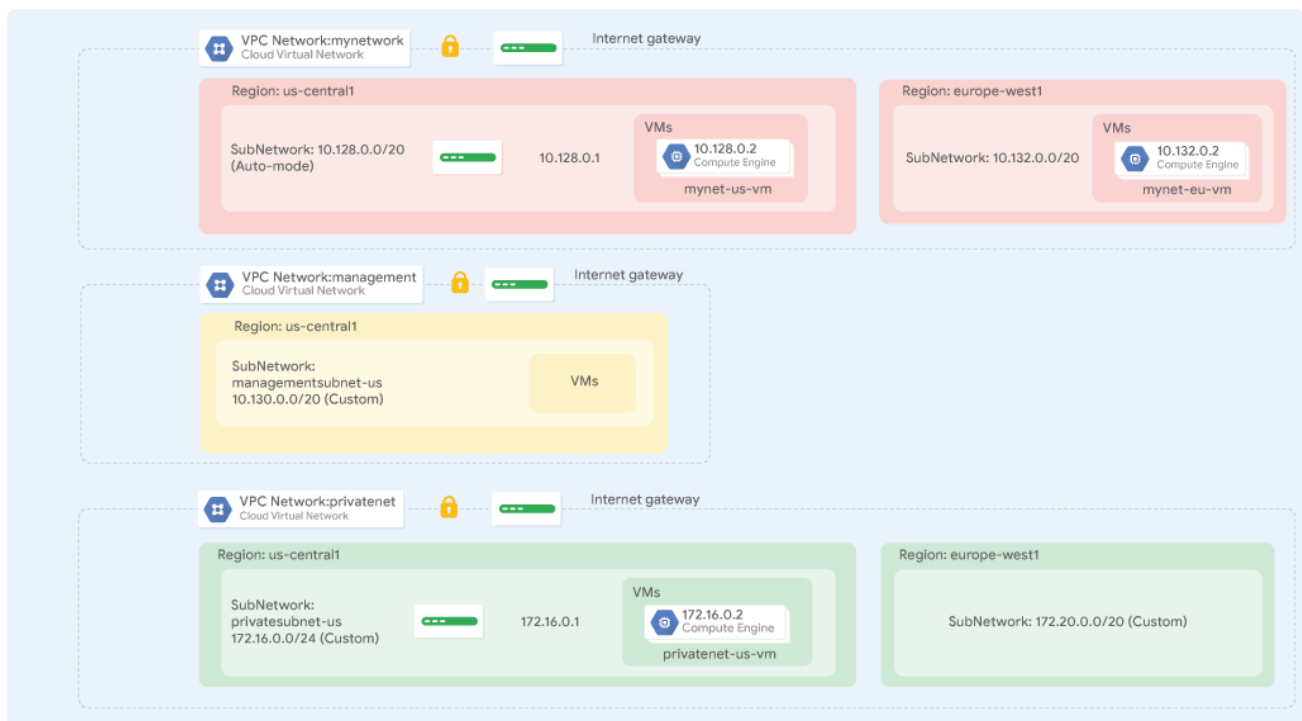 VPC Network:mynetwork
Cloud Virtual Network
Internet gateway
Region: us-central1
SubNetwork: 10.128.0.0/20
(Auto-mode)
10.128.0.1
VMs
10.128.0.2
Compute Engine
mynet-us-vm
Region: europe-west1
SubNetwork: 10.132.0.0/20
VMs
10.132.0.2
Compute Engine
mynet-eu-vm
VPC Network:management
Cloud Virtual Network
Internet gateway
Region: us-central1
SubNetwork:
managementsubnet-us
10.130.0.0/20 (Custom)
VMs
VPC Network:privatenet
Cloud Virtual Network
Internet gateway
Region: us-central1
SubNetwork:
privatesubnet-us
172.16.0.0/24 (Custom)
172.16.0.1
VMs
172.16.0.2
Compute Engine
privatenet-us-vm
Region: europe-west1
SubNetwork: 172.20.0.0/20 (Custom)